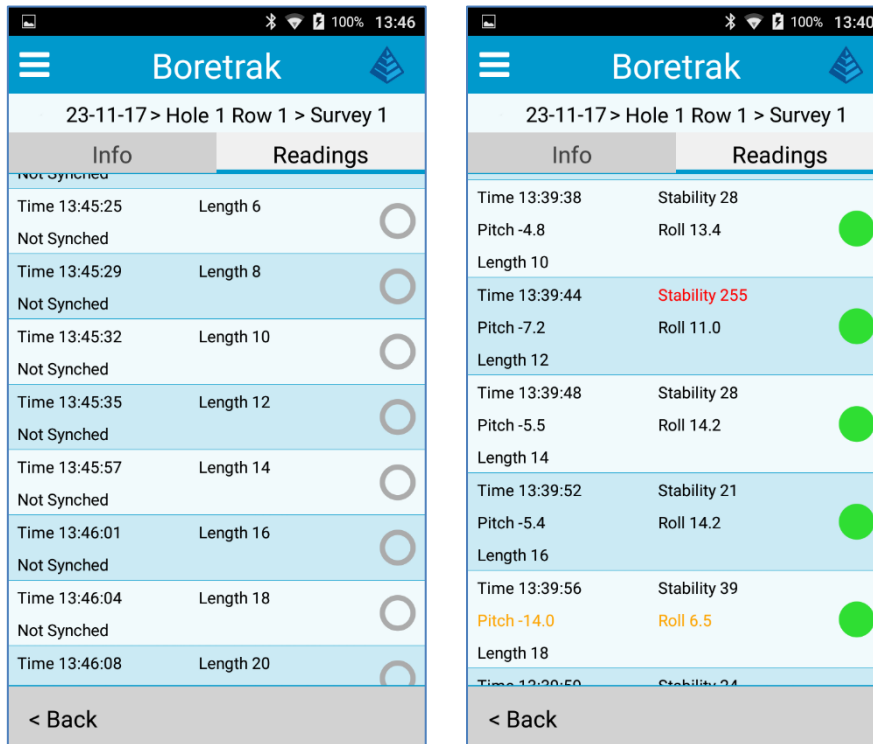 100% 13:46
Boretrak
23-11-17 > Hole 1 Row 1 > Survey 1
Info Readings
Not Synched
Time 13:45:25 Length 6
Not Synched
Time 13:45:29 Length 8
Not Synched
Time 13:45:32 Length 10
Not Synched
Time 13:45:35 Length 12
Not Synched
Time 13:45:57 Length 14
Not Synched
Time 13:46:01 Length 16
Not Synched
Time 13:46:04 Length 18
Not Synched
Time 13:46:08 Length 20
< Back
100% 13:40
Boretrak
23-11-17 > Hole 1 Row 1 > Survey 1
Info Readings
Time 13:39:38 Stability 28
Pitch -4.8 Roll 13.4
Length 10
Time 13:39:44 Stability 255
Pitch -7.2 Roll 11.0
Length 12
Time 13:39:48 Stability 28
Pitch -5.5 Roll 14.2
Length 14
Time 13:39:52 Stability 21
Pitch -5.4 Roll 14.2
Length 16
Time 13:39:56 Stability 39
Pitch -14.0 Roll 6.5
Length 18
Time 13:39:59 Stability 24
< Back